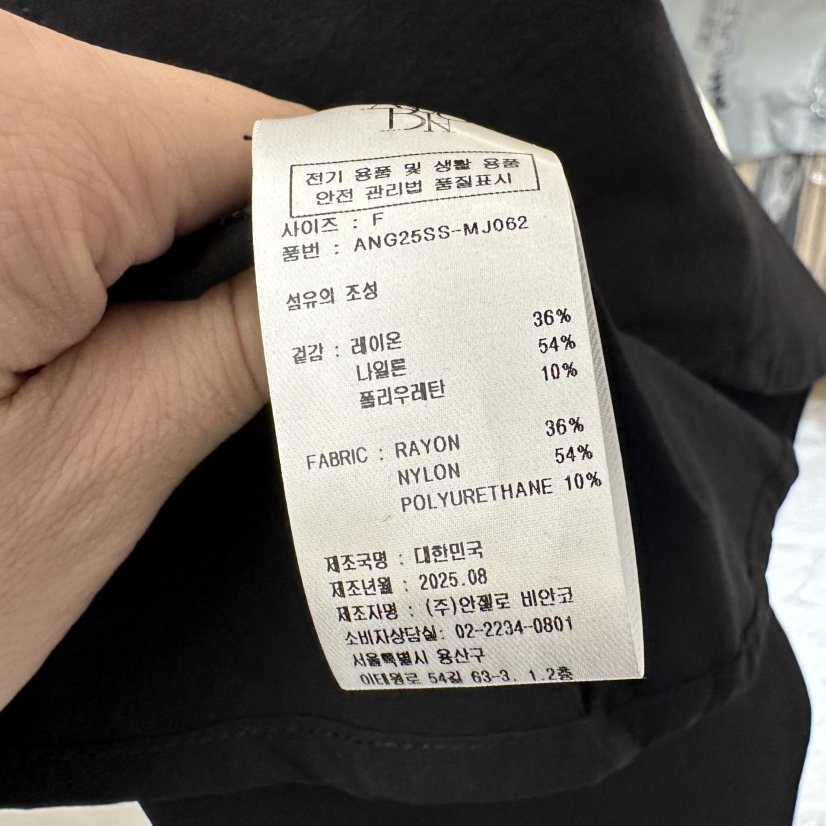 전기 용품 및 생활 용품
안전 관리법 품질표시
사이즈 : F
품번 : ANG25SS-MJ062
섬유의 조성
겉감 : 레이온 36%
나일론 54%
폴리우레탄 10%
FABRIC : RAYON 36%
NYLON 54%
POLYURETHANE 10%
제조국명 : 대한민국
제조년월 : 2025.08
제조자명 : (주)안젤로 비안코
소비자상담실: 02-2234-0801
서울특별시 용산구
이태원로 54길 63-3. 1.2층